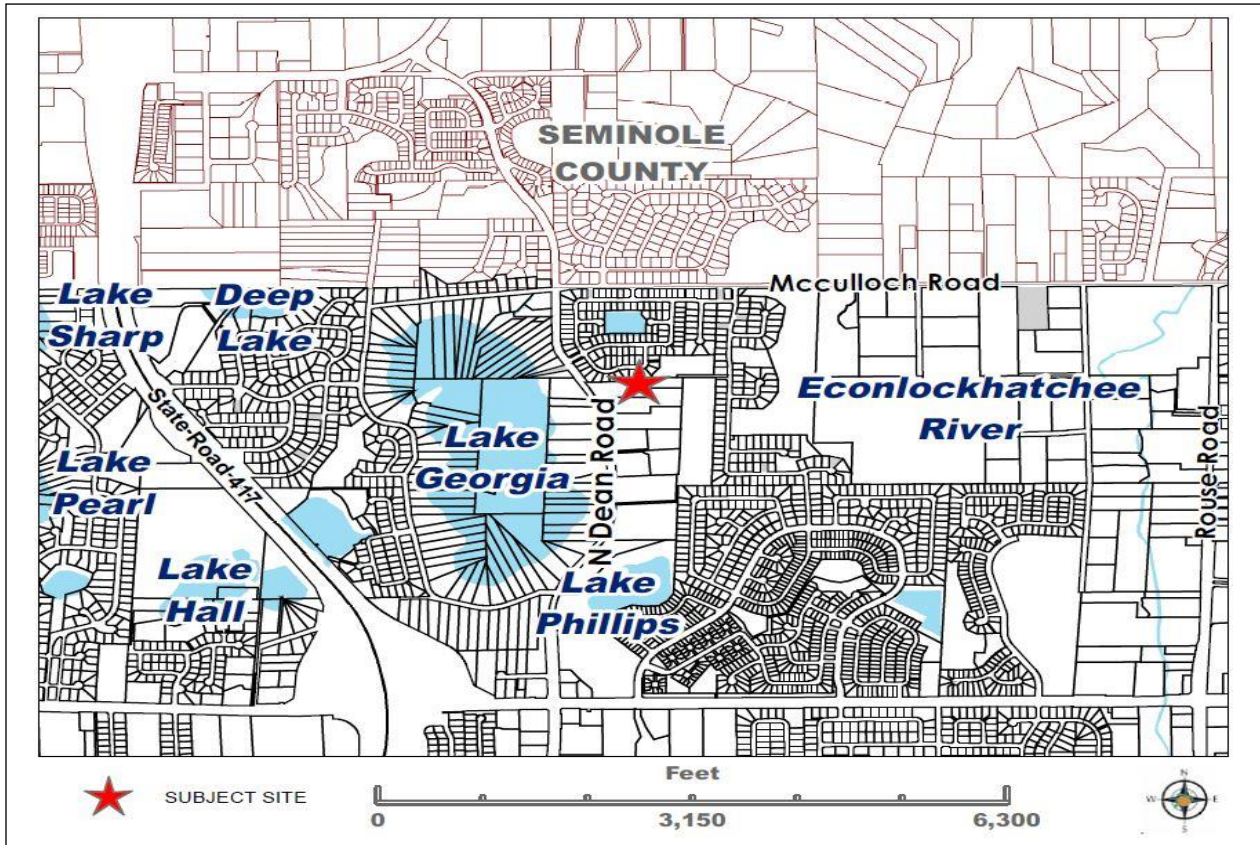 SEMINOLE
COUNTY
Mcculloch Road
Lake
Sharp
Deep
Lake
Econlockhatchee
River
State-Road-417
Lake
Georgia
N Dean Road
Rouse Road
Lake
Pearl
Lake
Hall
Lake
Phillips
SUBJECT SITE
Feet
0
3,150
6,300
N
W
E
S